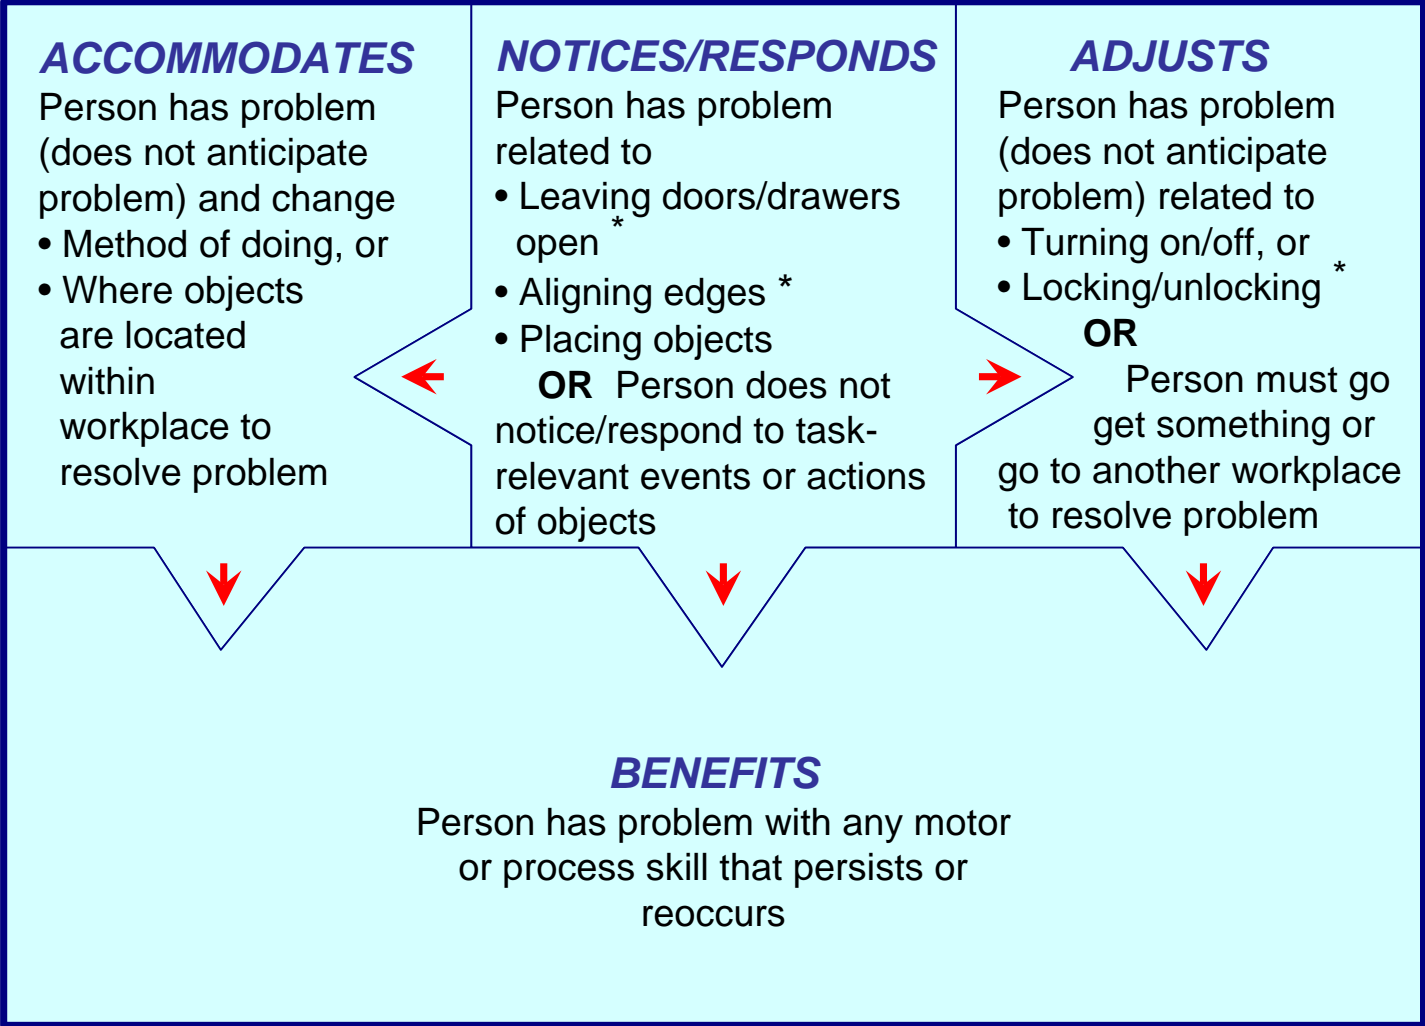 ACCOMMODATES
Person has problem
(does not anticipate
problem) and change
• Method of doing, or
• Where objects
are located
within
workplace to
resolve problem
NOTICES/RESPONDS
Person has problem
related to
• Leaving doors/drawers
open *
• Aligning edges *
• Placing objects
OR Person does not
notice/respond to task-
relevant events or actions
of objects
ADJUSTS
Person has problem
(does not anticipate
problem) related to
• Turning on/off, or
• Locking/unlocking *
OR
Person must go
get something or
go to another workplace
to resolve problem
BENEFITS
Person has problem with any motor
or process skill that persists or
reoccurs